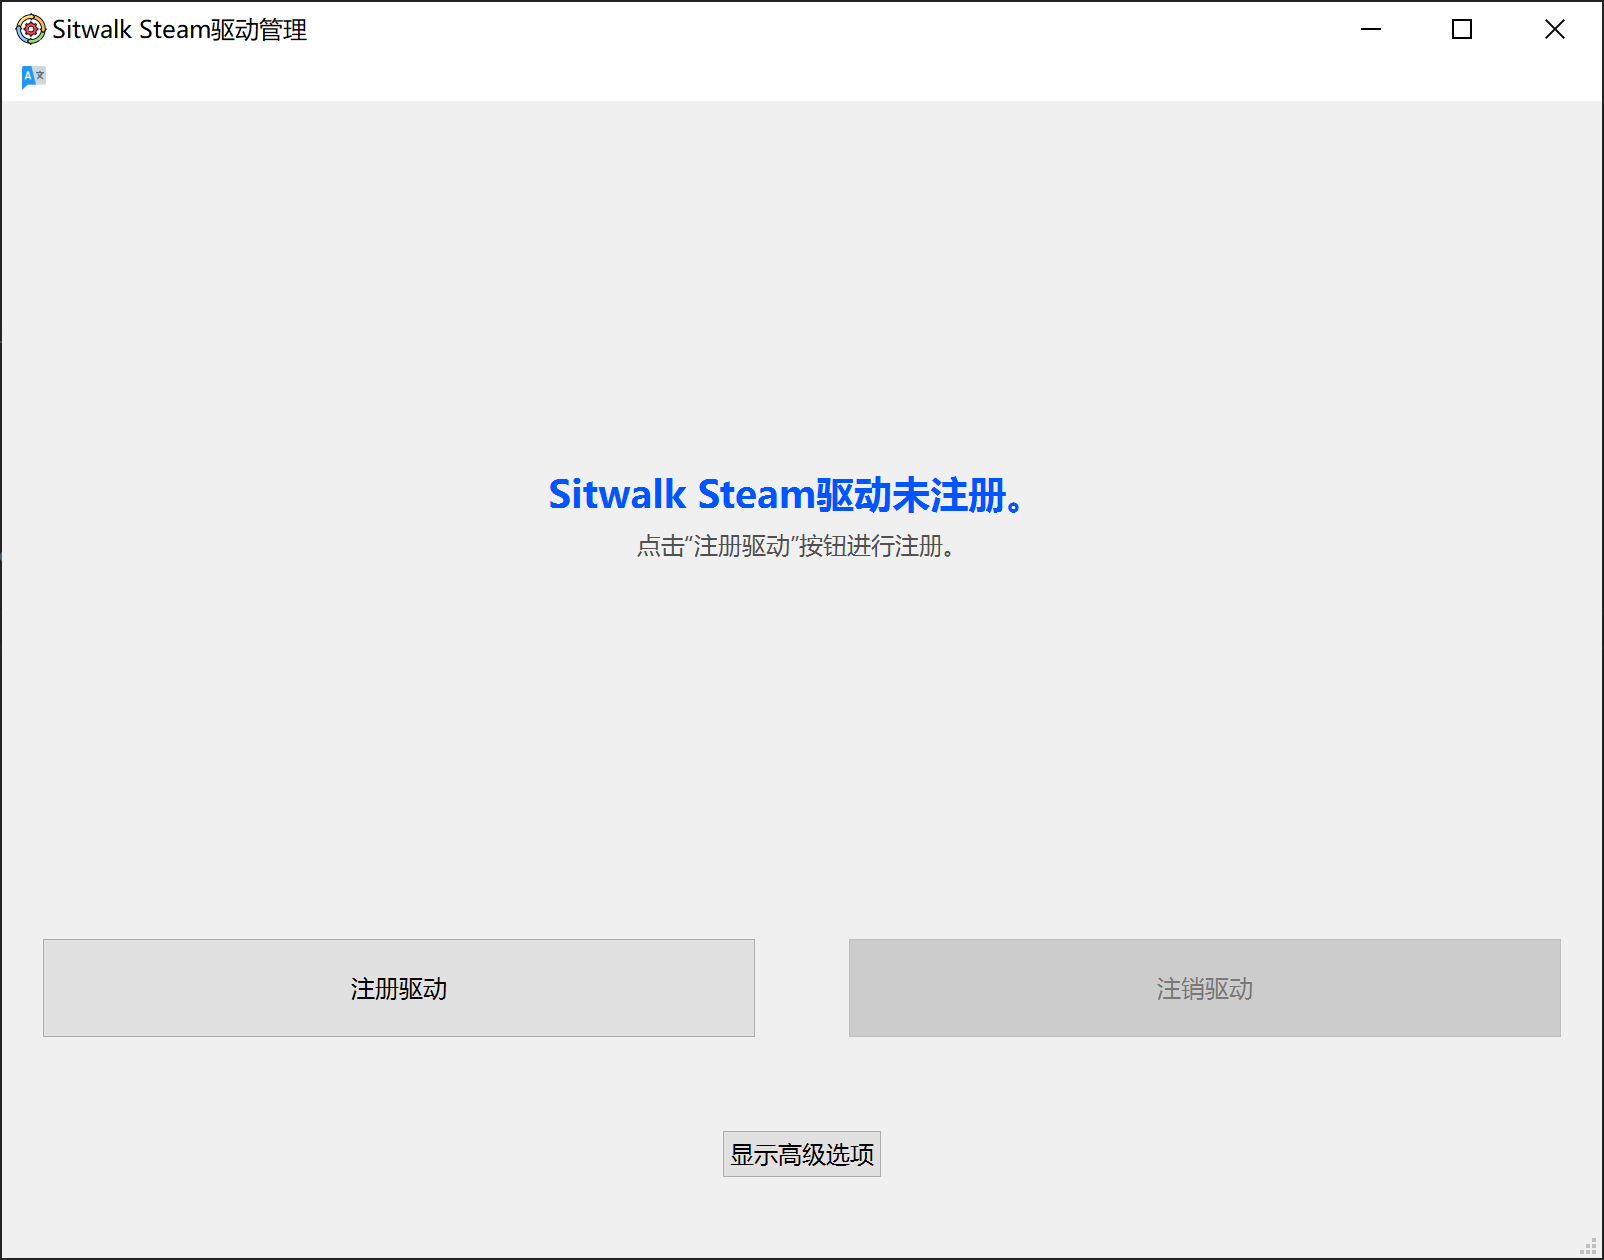 Sitwalk Steam驱动管理
A 文
Sitwalk Steam驱动未注册。
点击“注册驱动”按钮进行注册。
注册驱动
注销驱动
显示高级选项